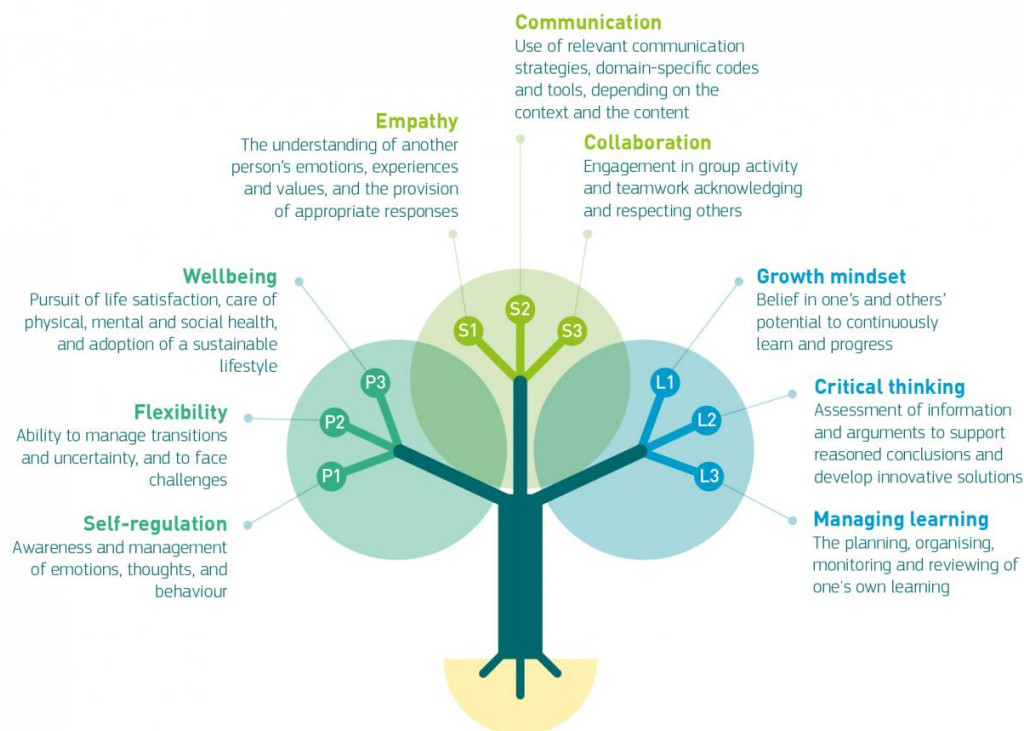 Communication
Use of relevant communication
strategies, domain-specific codes
and tools, depending on the
context and the content
Empathy
The understanding of another
person's emotions, experiences
and values, and the provision
of appropriate responses
Collaboration
Engagement in group activity
and teamwork acknowledging
and respecting others
Wellbeing
Pursuit of life satisfaction, care of
physical, mental and social health,
and adoption of a sustainable
lifestyle
Growth mindset
Belief in one's and others'
potential to continuously
learn and progress
S1
S2
S3
P3
P2
P1
L1
L2
L3
Flexibility
Ability to manage transitions
and uncertainty, and to face
challenges
Critical thinking
Assessment of information
and arguments to support
reasoned conclusions and
develop innovative solutions
Self-regulation
Awareness and management
of emotions, thoughts, and
behaviour
Managing learning
The planning, organising,
monitoring and reviewing of
one's own learning